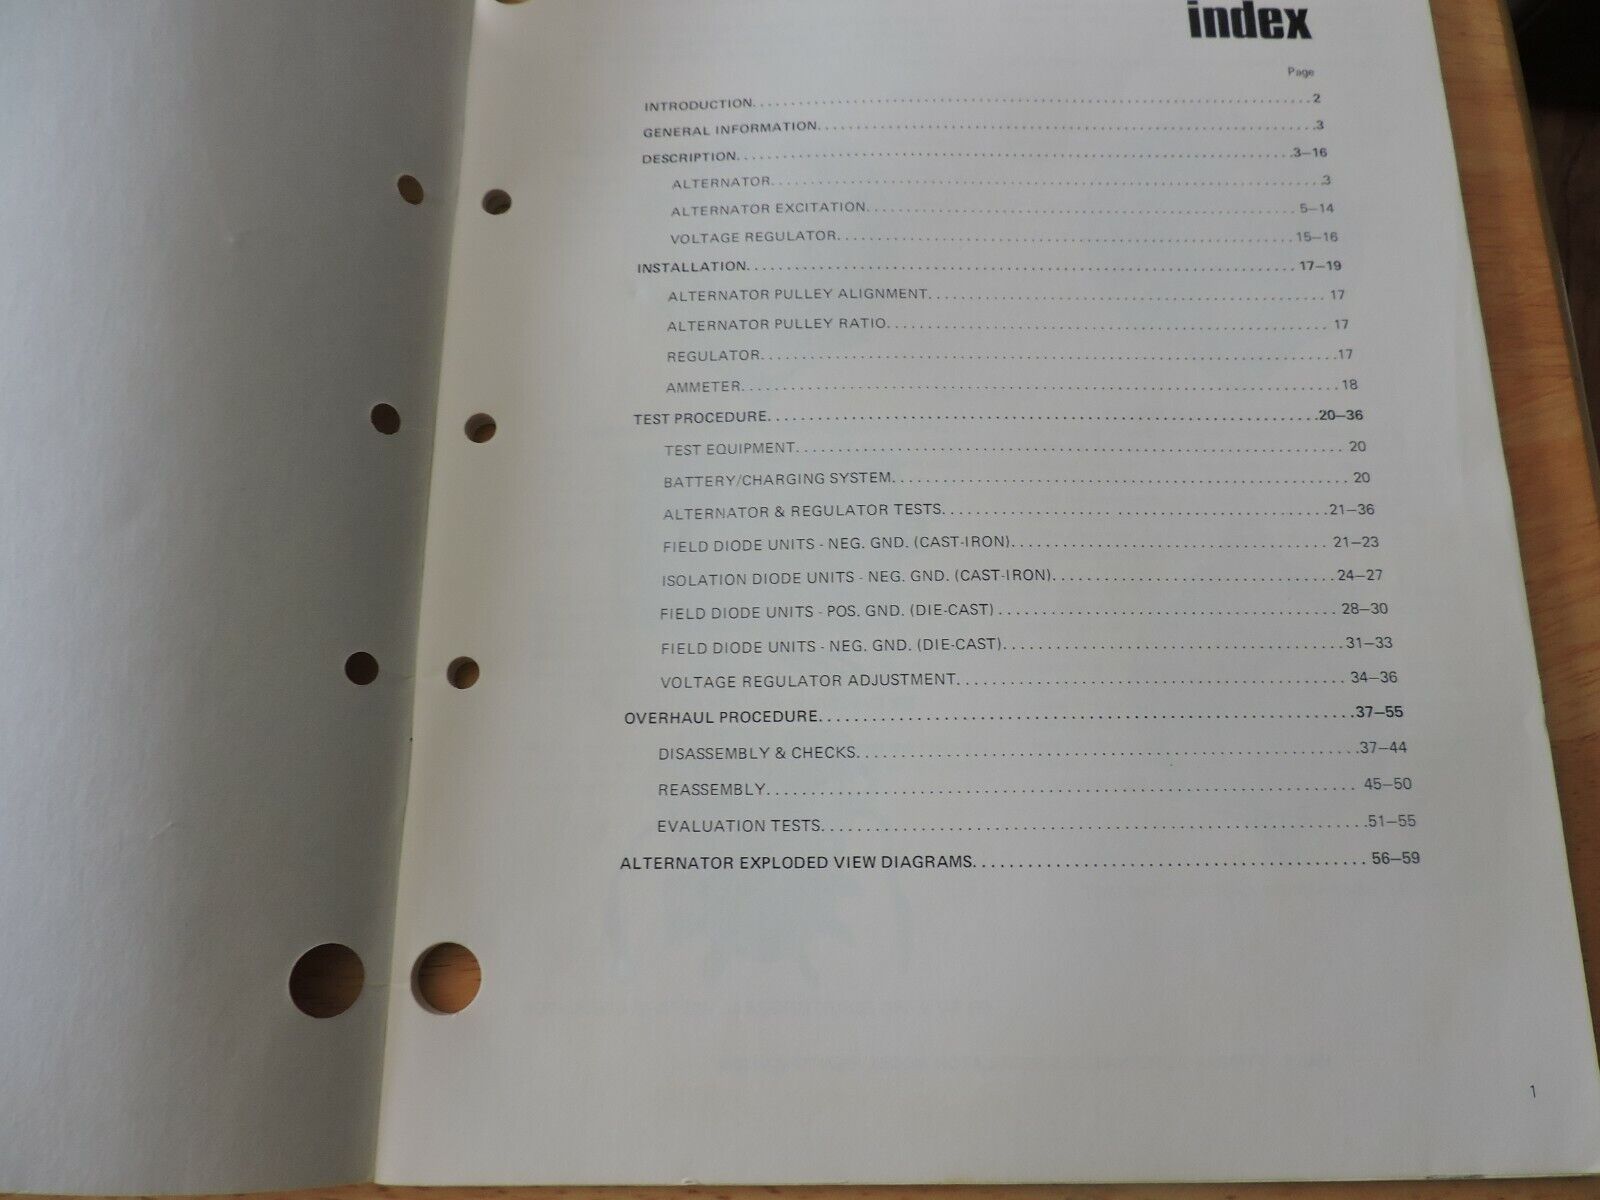 index
Page
INTRODUCTION 2
GENERAL INFORMATION 3
DESCRIPTION 3–16
ALTERNATOR 3
ALTERNATOR EXCITATION 5–14
VOLTAGE REGULATOR 15–16
INSTALLATION 17–19
ALTERNATOR PULLEY ALIGNMENT 17
ALTERNATOR PULLEY RATIO 17
REGULATOR 17
AMMETER 18
TEST PROCEDURE 20–36
TEST EQUIPMENT 20
BATTERY/CHARGING SYSTEM 20
ALTERNATOR & REGULATOR TESTS 21–36
FIELD DIODE UNITS - NEG. GND. (CAST-IRON) 21–23
ISOLATION DIODE UNITS - NEG. GND. (CAST-IRON) 24–27
FIELD DIODE UNITS - POS. GND. (DIE-CAST) 28–30
FIELD DIODE UNITS - NEG. GND. (DIE-CAST) 31–33
VOLTAGE REGULATOR ADJUSTMENT 34–36
OVERHAUL PROCEDURE 37–55
DISASSEMBLY & CHECKS 37–44
REASSEMBLY 45–50
EVALUATION TESTS 51–55
ALTERNATOR EXPLODED VIEW DIAGRAMS 56–59
1